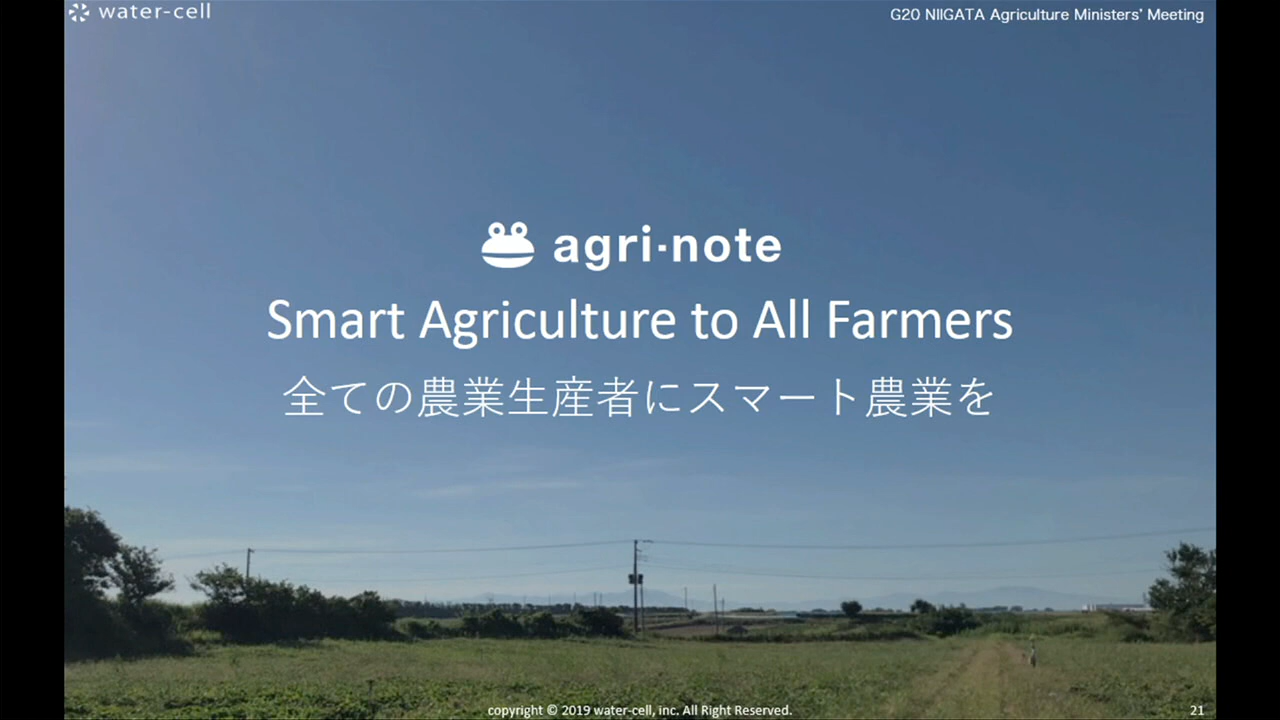 water-cell
G20 NIIGATA Agriculture Ministers' Meeting
agri·note
Smart Agriculture to All Farmers
全ての農業生産者にスマート農業を
copyright © 2019 water-cell, inc. All Right Reserved.
21